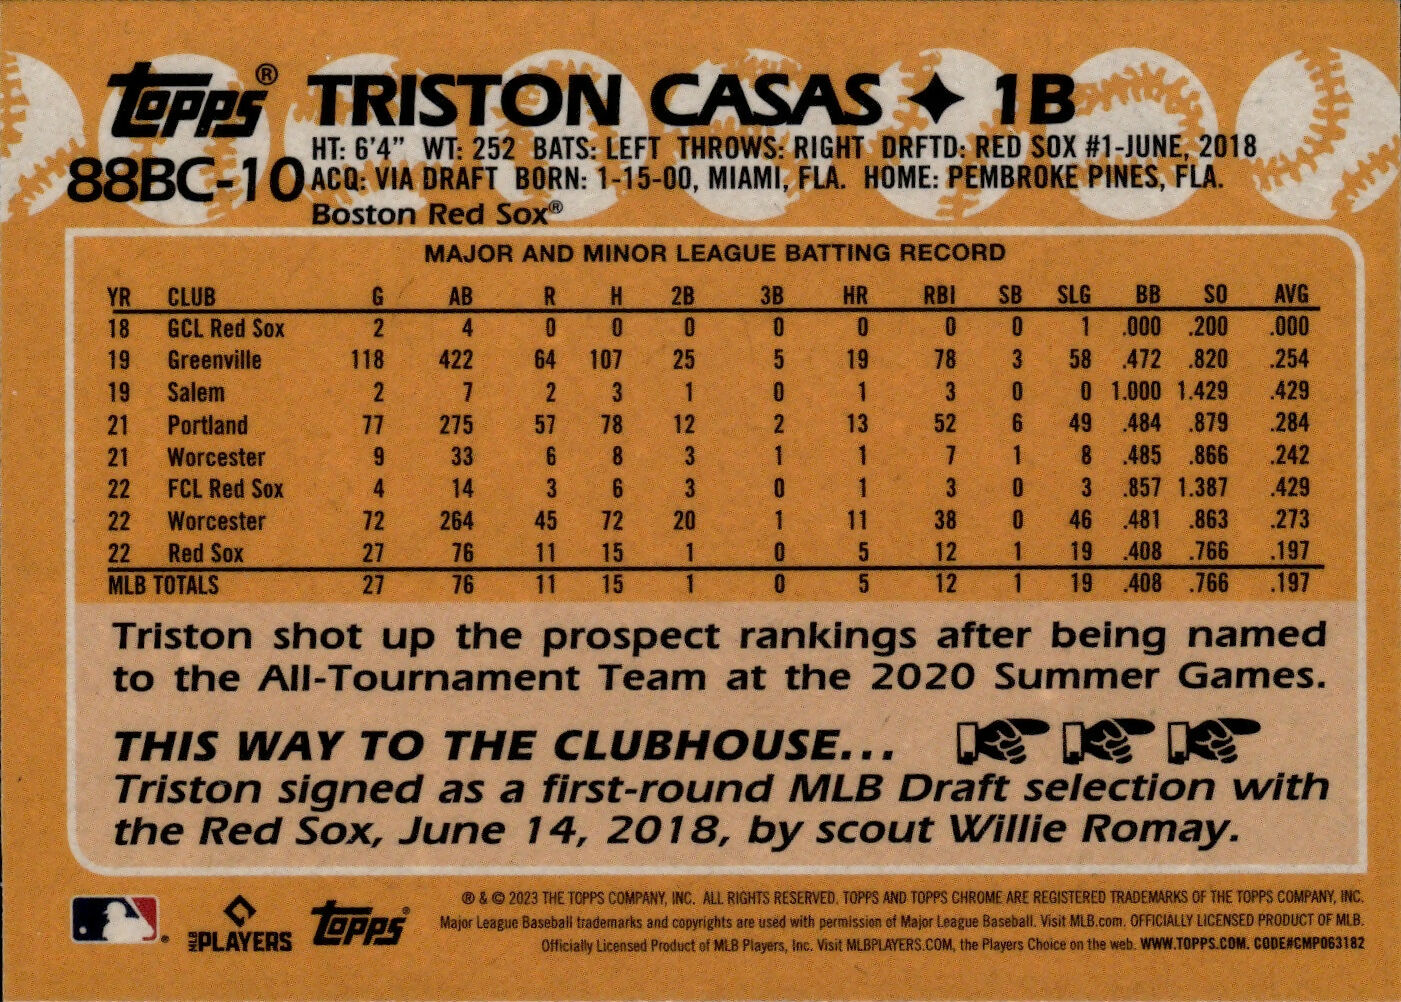 Topps® TRISTON CASAS ✦ 1B
88BC-10
HT: 6'4" WT: 252 BATS: LEFT THROWS: RIGHT DRFTD: RED SOX #1-JUNE, 2018
ACQ: VIA DRAFT BORN: 1-15-00, MIAMI, FLA. HOME: PEMBROKE PINES, FLA.
Boston Red Sox®
MAJOR AND MINOR LEAGUE BATTING RECORD
YR CLUB G AB R H 2B 3B HR RBI SB SLG BB SO AVG
18 GCL Red Sox 2 4 0 0 0 0 0 0 0 1 .000 .200 .000
19 Greenville 118 422 64 107 25 5 19 78 3 58 .472 .820 .254
19 Salem 2 7 2 3 1 0 1 3 0 0 1.000 1.429 .429
21 Portland 77 275 57 78 12 2 13 52 6 49 .484 .879 .284
21 Worcester 9 33 6 8 3 1 1 7 1 8 .485 .866 .242
22 FCL Red Sox 4 14 3 6 3 0 1 3 0 3 .857 1.387 .429
22 Worcester 72 264 45 72 20 1 11 38 0 46 .481 .863 .273
22 Red Sox 27 76 11 15 1 0 5 12 1 19 .408 .766 .197
MLB TOTALS 27 76 11 15 1 0 5 12 1 19 .408 .766 .197
Triston shot up the prospect rankings after being named
to the All-Tournament Team at the 2020 Summer Games.
THIS WAY TO THE CLUBHOUSE...
Triston signed as a first-round MLB Draft selection with
the Red Sox, June 14, 2018, by scout Willie Romay.
® & © 2023 THE TOPPS COMPANY, INC. ALL RIGHTS RESERVED. TOPPS AND TOPPS CHROME ARE REGISTERED TRADEMARKS OF THE TOPPS COMPANY, INC.
Major League Baseball trademarks and copyrights are used with permission of Major League Baseball. Visit MLB.com. OFFICIALLY LICENSED PRODUCT OF MLB.
Officially Licensed Product of MLB Players, Inc. Visit MLBPLAYERS.COM, the Players Choice on the web. WWW.TOPPS.COM. CODE#CMP063182
MLB PLAYERS
Topps®